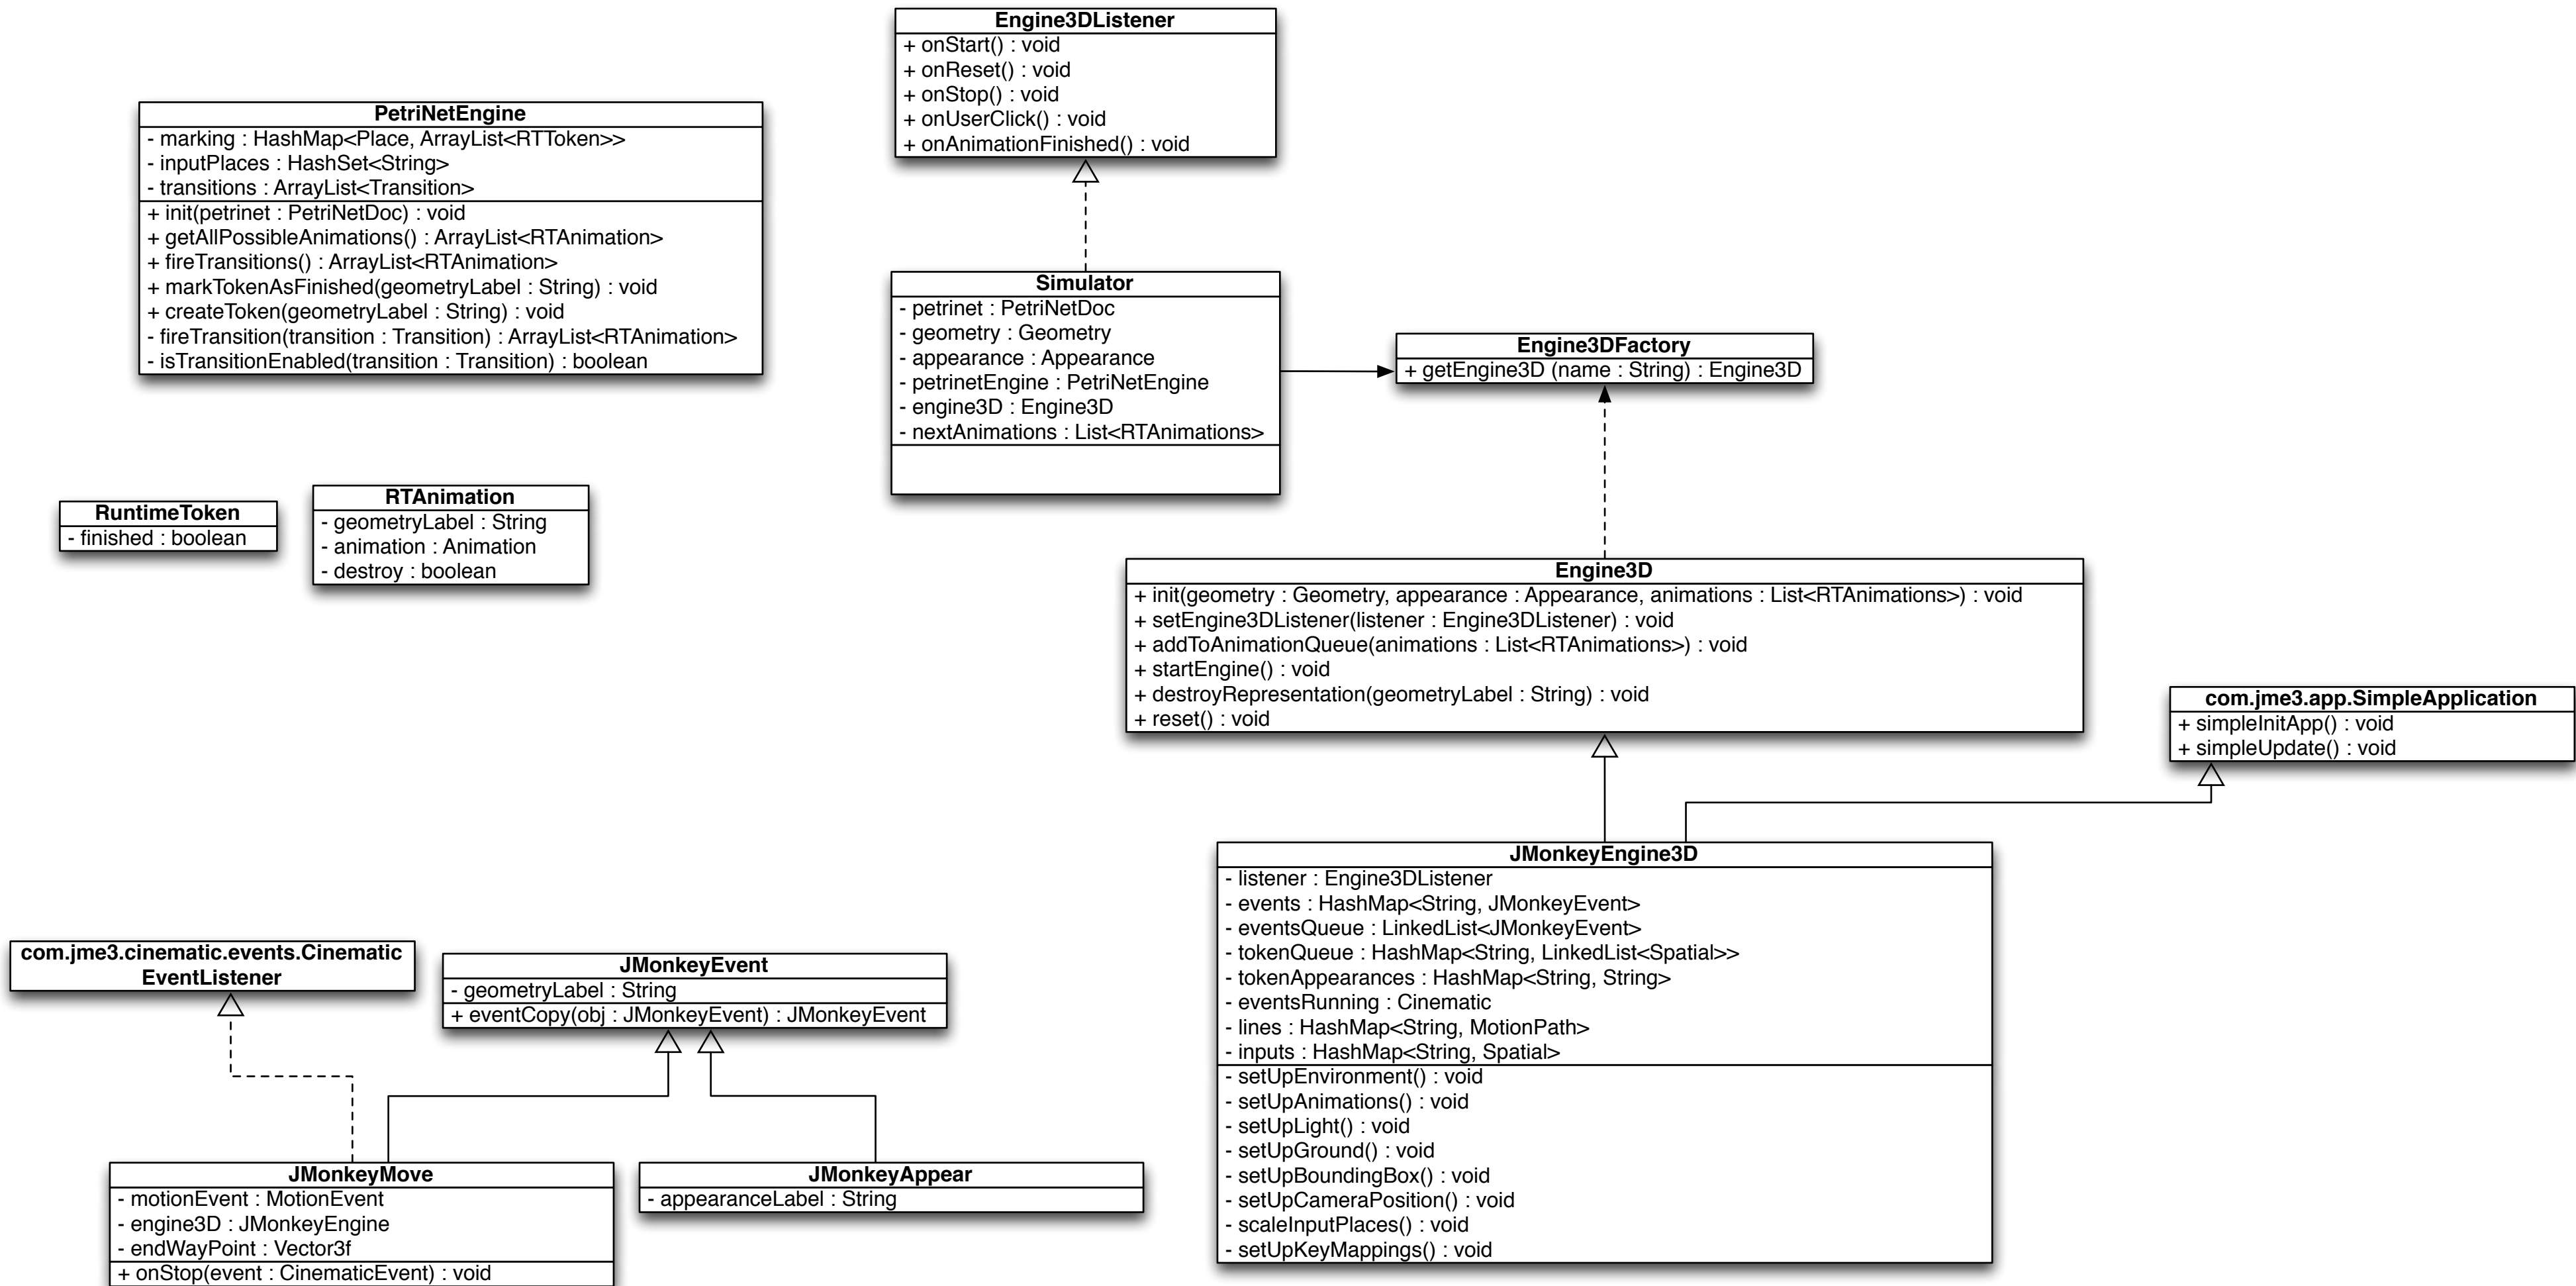 Engine3DListener
+ onStart() : void
+ onReset() : void
+ onStop() : void
+ onUserClick() : void
+ onAnimationFinished() : void
PetriNetEngine
- marking : HashMap<Place, ArrayList<RTToken>>
- inputPlaces : HashSet<String>
- transitions : ArrayList<Transition>
+ init(petrinet : PetriNetDoc) : void
+ getAllPossibleAnimations() : ArrayList<RTAnimation>
+ fireTransitions() : ArrayList<RTAnimation>
+ markTokenAsFinished(geometryLabel : String) : void
+ createToken(geometryLabel : String) : void
- fireTransition(transition : Transition) : ArrayList<RTAnimation>
- isTransitionEnabled(transition : Transition) : boolean
Simulator
- petrinet : PetriNetDoc
- geometry : Geometry
- appearance : Appearance
- petrinetEngine : PetriNetEngine
- engine3D : Engine3D
- nextAnimations : List<RTAnimations>
Engine3DFactory
+ getEngine3D (name : String) : Engine3D
RuntimeToken
- finished : boolean
RTAnimation
- geometryLabel : String
- animation : Animation
- destroy : boolean
Engine3D
+ init(geometry : Geometry, appearance : Appearance, animations : List<RTAnimations>) : void
+ setEngine3DListener(listener : Engine3DListener) : void
+ addToAnimationQueue(animations : List<RTAnimations>) : void
+ startEngine() : void
+ destroyRepresentation(geometryLabel : String) : void
+ reset() : void
com.jme3.app.SimpleApplication
+ simpleInitApp() : void
+ simpleUpdate() : void
JMonkeyEngine3D
- listener : Engine3DListener
- events : HashMap<String, JMonkeyEvent>
- eventsQueue : LinkedList<JMonkeyEvent>
- tokenQueue : HashMap<String, LinkedList<Spatial>>
- tokenAppearances : HashMap<String, String>
- eventsRunning : Cinematic
- lines : HashMap<String, MotionPath>
- inputs : HashMap<String, Spatial>
- setUpEnvironment() : void
- setUpAnimations() : void
- setUpLight() : void
- setUpGround() : void
- setUpBoundingBox() : void
- setUpCameraPosition() : void
- scaleInputPlaces() : void
- setUpKeyMappings() : void
com.jme3.cinematic.events.Cinematic
EventListener
JMonkeyEvent
- geometryLabel : String
+ eventCopy(obj : JMonkeyEvent) : JMonkeyEvent
JMonkeyMove
- motionEvent : MotionEvent
- engine3D : JMonkeyEngine
- endWayPoint : Vector3f
+ onStop(event : CinematicEvent) : void
JMonkeyAppear
- appearanceLabel : String